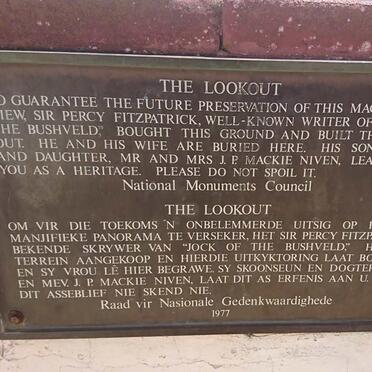 THE LOOKOUT
O GUARANTEE THE FUTURE PRESERVATION OF THIS MAG
IEW, SIR PERCY FITZPATRICK, WELL-KNOWN WRITER OF
HE BUSHVELD," BOUGHT THIS GROUND AND BUILT TH
OUT. HE AND HIS WIFE ARE BURIED HERE. HIS SON
AND DAUGHTER, MR AND MRS J. P. MACKIE NIVEN, LEA
YOU AS A HERITAGE. PLEASE DO NOT SPOIL IT.
National Monuments Council
THE LOOKOUT
OM VIR DIE TOEKOMS 'N ONBELEMMERDE UITSIG OP
MANJIFIEKE PANORAMA TE VERSEKER, HET SIR PERCY FITZP
BEKENDE SKRYWER VAN "JOCK OF THE BUSHVELD," H
TERREIN AANGEKOOP EN HIERDIE UITKYKTORING LAAT BO
EN SY VROU LÊ HIER BEGRAWE. SY SKOONSEUN EN DOGTER
EN MEV. J. P. MACKIE NIVEN, LAAT DIT AS ERFENIS AAN U.
DIT ASSEBLIEF NIE SKEND NIE.
Raad vir Nasionale Gedenkwaardighede
1977